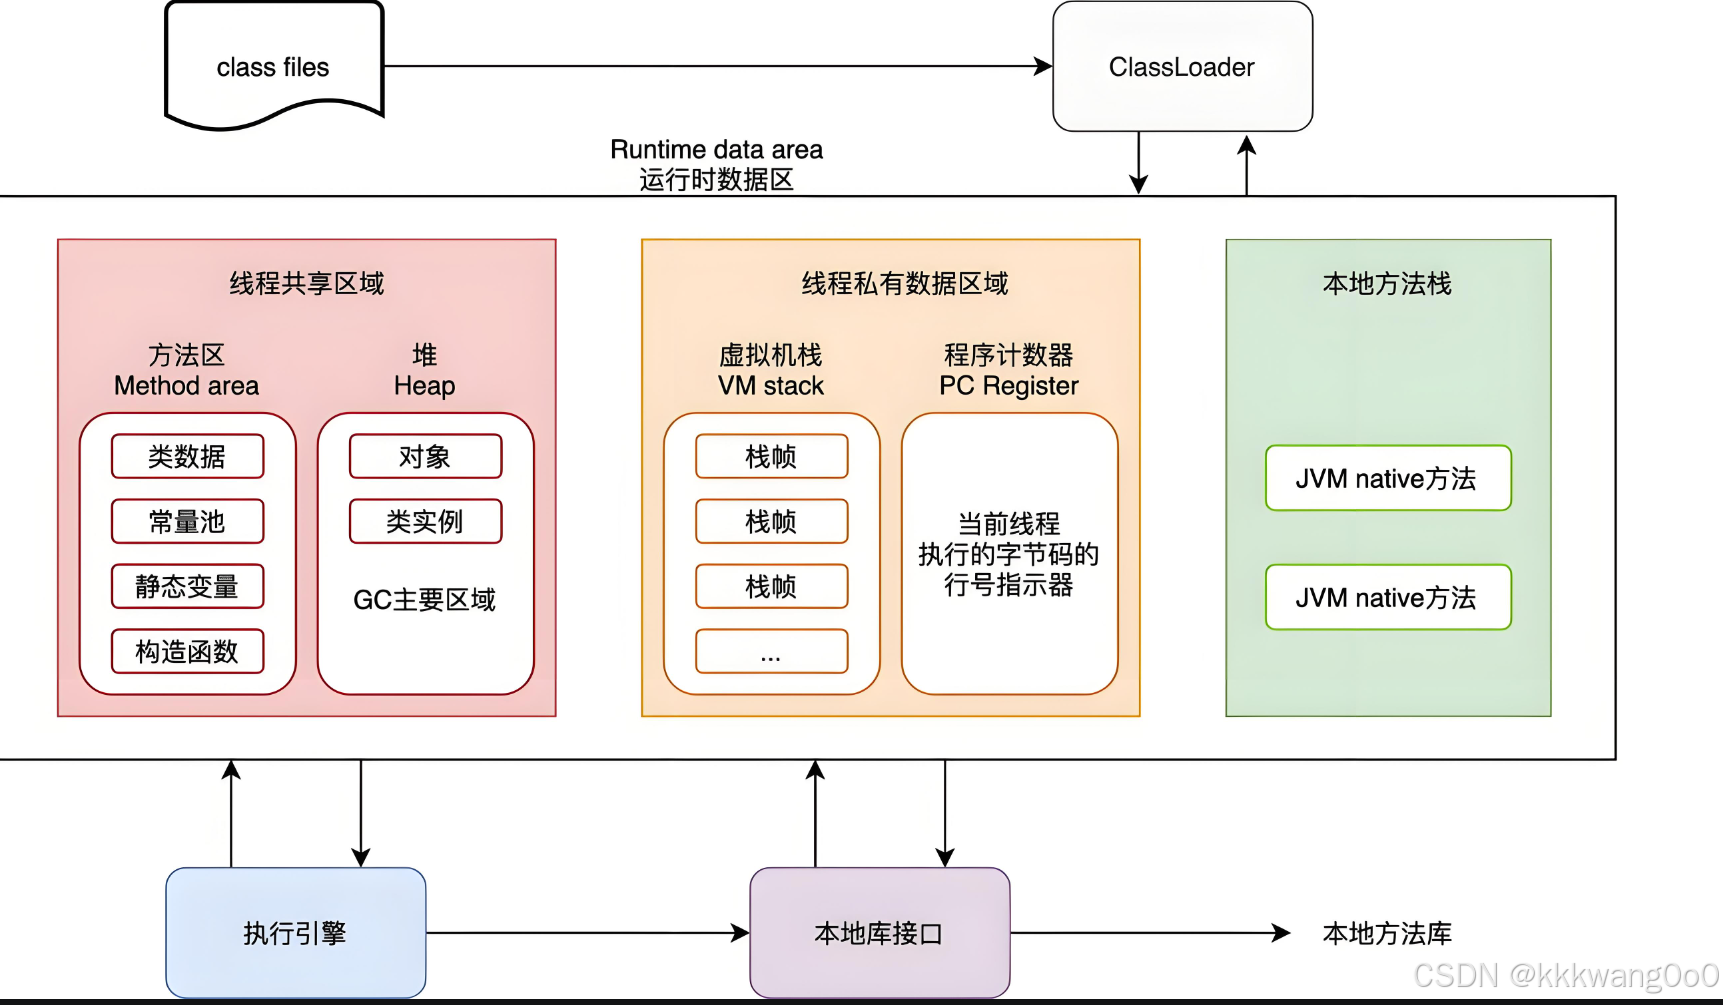 class files
ClassLoader
Runtime data area
运行时数据区
线程共享区域
方法区
Method area
类数据
常量池
静态变量
构造函数
堆
Heap
对象
类实例
GC主要区域
线程私有数据区域
虚拟机栈
VM stack
栈帧
栈帧
栈帧
...
程序计数器
PC Register
当前线程
执行的字节码的
行号指示器
本地方法栈
JVM native方法
JVM native方法
执行引擎
本地库接口
本地方法库
CSDN @kkkwang0o0